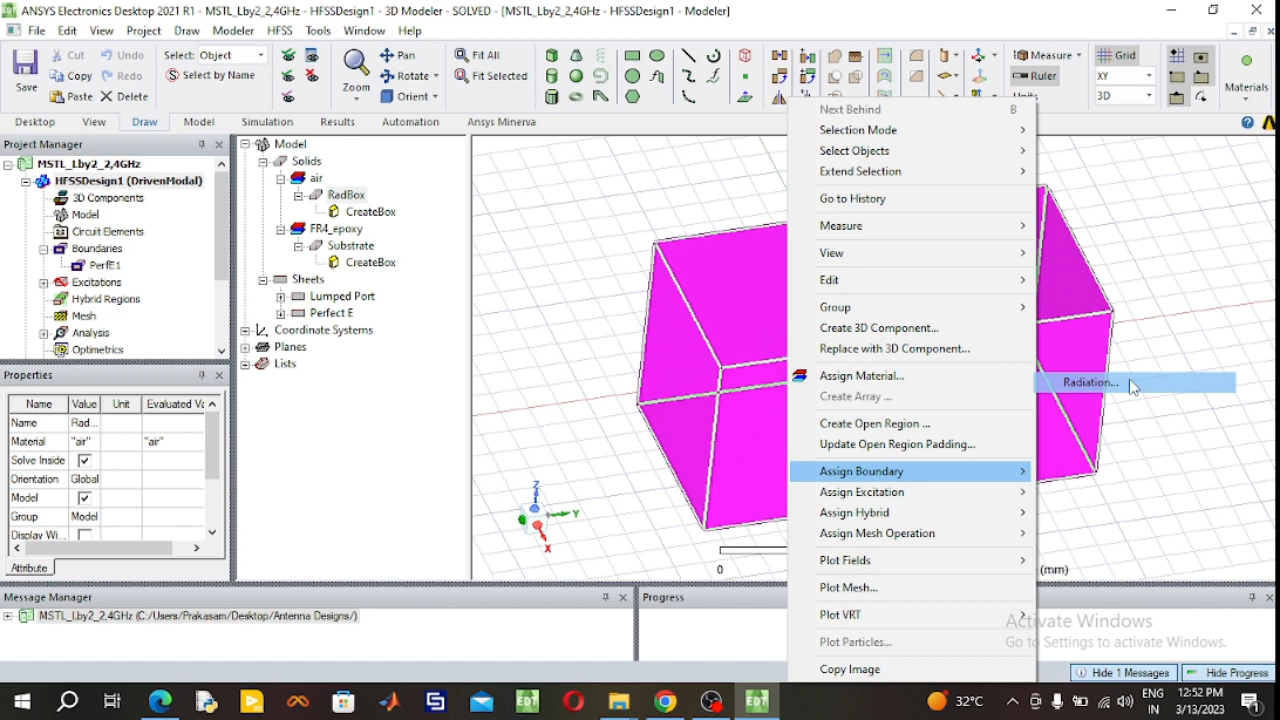 ANSYS Electronics Desktop 2021 R1 - MSTL_Lby2_2,4GHz - HFSSDesign1 - 3D Modeler - SOLVED - [MSTL_Lby2_2,4GHz - HFSSDesign1 - Modeler]
File Edit View Project Draw Modeler HFSS Tools Window Help
Save
Cut
Copy
Paste
Undo
Redo
Delete
Select: Object
Select by Name
Zoom
Pan
Rotate
Orient
Fit All
Fit Selected
Measure
Ruler
Units
Grid
XY
3D
Materials
Desktop View Draw Model Simulation Results Automation Ansys Minerva
Project Manager
MSTL_Lby2_2,4GHz
HFSSDesign1 (DrivenModal)
3D Components
Model
Circuit Elements
Boundaries
PerfE1
Excitations
Hybrid Regions
Mesh
Analysis
Optimetrics
Model
Solids
air
RadBox
CreateBox
FR4_epoxy
Substrate
CreateBox
Sheets
Lumped Port
Perfect E
Coordinate Systems
Planes
Lists
Next Behind B
Selection Mode
Select Objects
Extend Selection
Go to History
Measure
View
Edit
Group
Create 3D Component...
Replace with 3D Component...
Assign Material...
Create Array ...
Create Open Region ...
Update Open Region Padding...
Assign Boundary
Assign Excitation
Assign Hybrid
Assign Mesh Operation
Plot Fields
Plot Mesh...
Plot VRT
Plot Particles...
Copy Image
Radiation...
Properties
Name Value Unit Evaluated Va
Name Rad...
Material "air" "air"
Solve Inside
Orientation Global
Model
Group Model
Display Wi...
Attribute
Z
Y
X
0
(mm)
Message Manager
MSTL_Lby2_2,4GHz (C:/Users/Prakasam/Desktop/Antenna Designs/)
Progress
Activate Windows
Go to Settings to activate Windows.
Hide 1 Messages
Hide Progress
32°C
ENG
IN
12:52 PM
3/13/2023
1